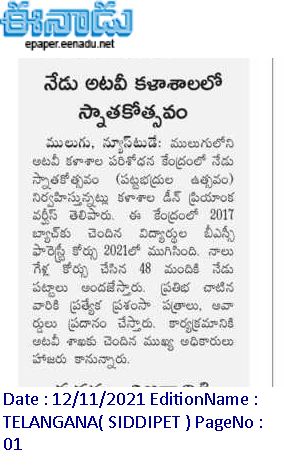 ఈనాడు
epaper.eenadu.net
నేడు అటవీ కళాశాలలో
స్నాతకోత్సవం
ములుగు, న్యూస్‌టుడే: ములుగులోని
అటవీ కళాశాల పరిశోధన కేంద్రంలో నేడు
స్నాతకోత్సవం (పట్టభద్రుల ఉత్సవం)
నిర్వహిస్తున్నట్లు కళాశాల డీన్ ప్రియాంక
వర్గీస్ తెలిపారు. ఈ కేంద్రంలో 2017
బ్యాచ్‌కు చెందిన విద్యార్థుల బీఎస్సీ
ఫారెస్ట్రీ కోర్సు 2021లో ముగిసింది. నాలు
గేళ్ల కోర్సు చేసిన 48 మందికి నేడు
పట్టాలు అందజేస్తారు. ప్రతిభ చాటిన
వారికి ప్రత్యేక ప్రశంసా పత్రాలు, అవా
ర్డులు ప్రదానం చేస్తారు. కార్యక్రమానికి
అటవీ శాఖకు చెందిన ముఖ్య అధికారులు
హాజరు కానున్నారు.
Date : 12/11/2021 EditionName :
TELANGANA( SIDDIPET ) PageNo :
01